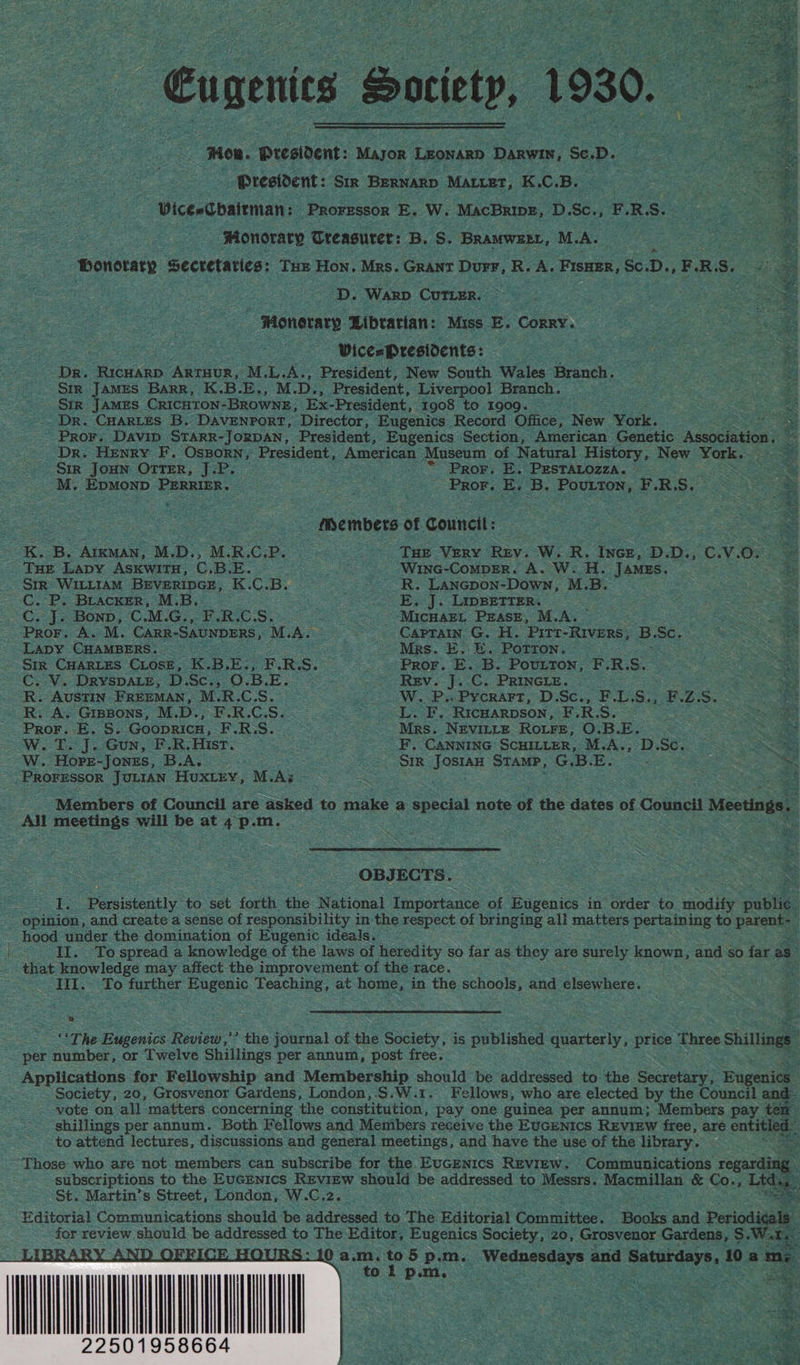 Eugenics Society, 1930.
Hon. President: Major Leonard Darwin, Sc.D.
President: Sir Bernard Mallet, K.C.B.
Vice-Chairman: Professor E. W. MacBride, D.Sc., F.R.S.
Honorary Treasurer: B. S. Bramwell, M.A.
Honorary Secretaries: The Hon. Mrs. Grant Duff, R. A. Fisher, Sc.D., F.R.S.
D. Ward Cutler.
Honorary Librarian: Miss E. Corry.
Vice-Presidents:
Dr. Richard Arthur, M.L.A., President, New South Wales Branch.
Sir James Barr, K.B.E., M.D., President, Liverpool Branch.
Sir James Crichton-Browne, Ex-President, 1908 to 1909.
Dr. Charles B. Davenport, Director, Eugenics Record Office, New York.
Prof. David Starr-Jordan, President, Eugenics Section, American Genetic Association.
Dr. Henry F. Osborn, President, American Museum of Natural History, New York.
Sir John Otter, J.P.
M. Edmond Perrier.
Prof. E. Pestalozza.
Prof. E. B. Poulton, F.R.S.
Members of Council:
K. B. Aikman, M.D., M.R.C.P.
The Lady Askwith, C.B.E.
Sir William Beveridge, K.C.B.
C. P. Blacker, M.B.
C. J. Bond, C.M.G., F.R.C.S.
Prof. A. M. Carr-Saunders, M.A.
Lady Chambers.
Sir Charles Close, K.B.E., F.R.S.
C. V. Drysdale, D.Sc., O.B.E.
R. Austin Freeman, M.R.C.S.
R. A. Gibbons, M.D., F.R.C.S.
Prof. E. S. Goodrich, F.R.S.
W. T. J. Gun, F.R.Hist.
W. Hope-Jones, B.A.
Professor Julian Huxley, M.A.
The Very Rev. W. R. Inge, D.D., C.V.O.
Wing-Comder. A. W. H. James.
R. Langdon-Down, M.B.
E. J. Lidbetter.
Michael Pease, M.A.
Captain G. H. Pitt-Rivers, B.Sc.
Mrs. E. E. Potton.
Prof. E. B. Poulton, F.R.S.
Rev. J. C. Pringle.
W. P. Pycraft, D.Sc., F.L.S., F.Z.S.
L. F. Richardson, F.R.S.
Mrs. Neville Rolfe, O.B.E.
F. Canning Schiller, M.A., D.Sc.
Sir Josiah Stamp, G.B.E.
Members of Council are asked to make a special note of the dates of Council Meetings.
All meetings will be at 4 p.m.
OBJECTS.
I. Persistently to set forth the National Importance of Eugenics in order to modify public
opinion, and create a sense of responsibility in the respect of bringing all matters pertaining to parent-
hood under the domination of Eugenic ideals.
II. To spread a knowledge of the laws of heredity so far as they are surely known, and so far as
that knowledge may affect the improvement of the race.
III. To further Eugenic Teaching, at home, in the schools, and elsewhere.
"The Eugenics Review," the journal of the Society, is published quarterly, price Three Shillings
per number, or Twelve Shillings per annum, post free.
Applications for Fellowship and Membership should be addressed to the Secretary, Eugenics
Society, 20, Grosvenor Gardens, London, S.W.1. Fellows, who are elected by the Council and
vote on all matters concerning the constitution, pay one guinea per annum; Members pay ten
shillings per annum. Both Fellows and Members receive the Eugenics Review free, are entitled
to attend lectures, discussions and general meetings, and have the use of the library.
Those who are not members can subscribe for the Eugenics Review. Communications regarding
subscriptions to the Eugenics Review should be addressed to Messrs. Macmillan & Co., Ltd.,
St. Martin's Street, London, W.C.2.
Editorial Communications should be addressed to The Editorial Committee. Books and Periodicals
for review should be addressed to The Editor, Eugenics Society, 20, Grosvenor Gardens, S.W.1.
LIBRARY AND OFFICE HOURS: 10 a.m. to 5 p.m. Wednesdays and Saturdays, 10 a m.
to 1 p.m.
22501958664